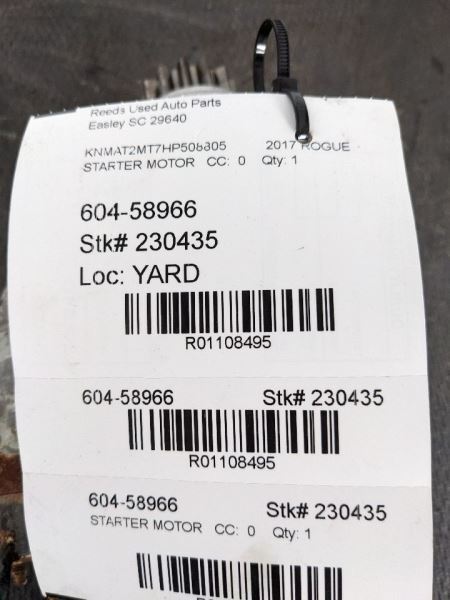 Reeds Used Auto Parts
Easley SC 29640
KNMAT2MT7HP508805 2017 ROGUE
STARTER MOTOR CC: 0 Qty: 1
604-58966
Stk# 230435
Loc: YARD
R01108495
604-58966 Stk# 230435
R01108495
604-58966 Stk# 230435
STARTER MOTOR CC: 0 Qty: 1
R01108495